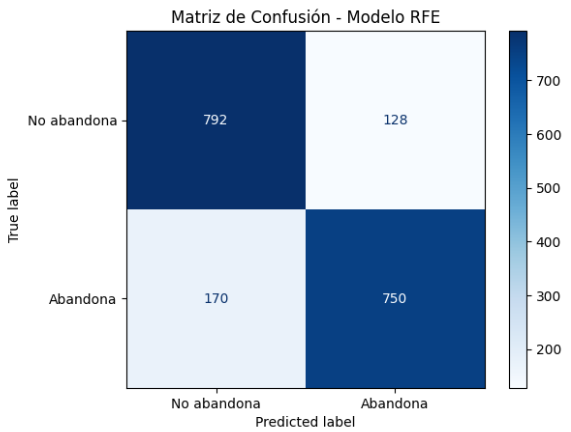 Matriz de Confusión - Modelo RFE
True label
No abandona
792
128
Abandona
170
750
No abandona
Abandona
Predicted label
700
600
500
400
300
200